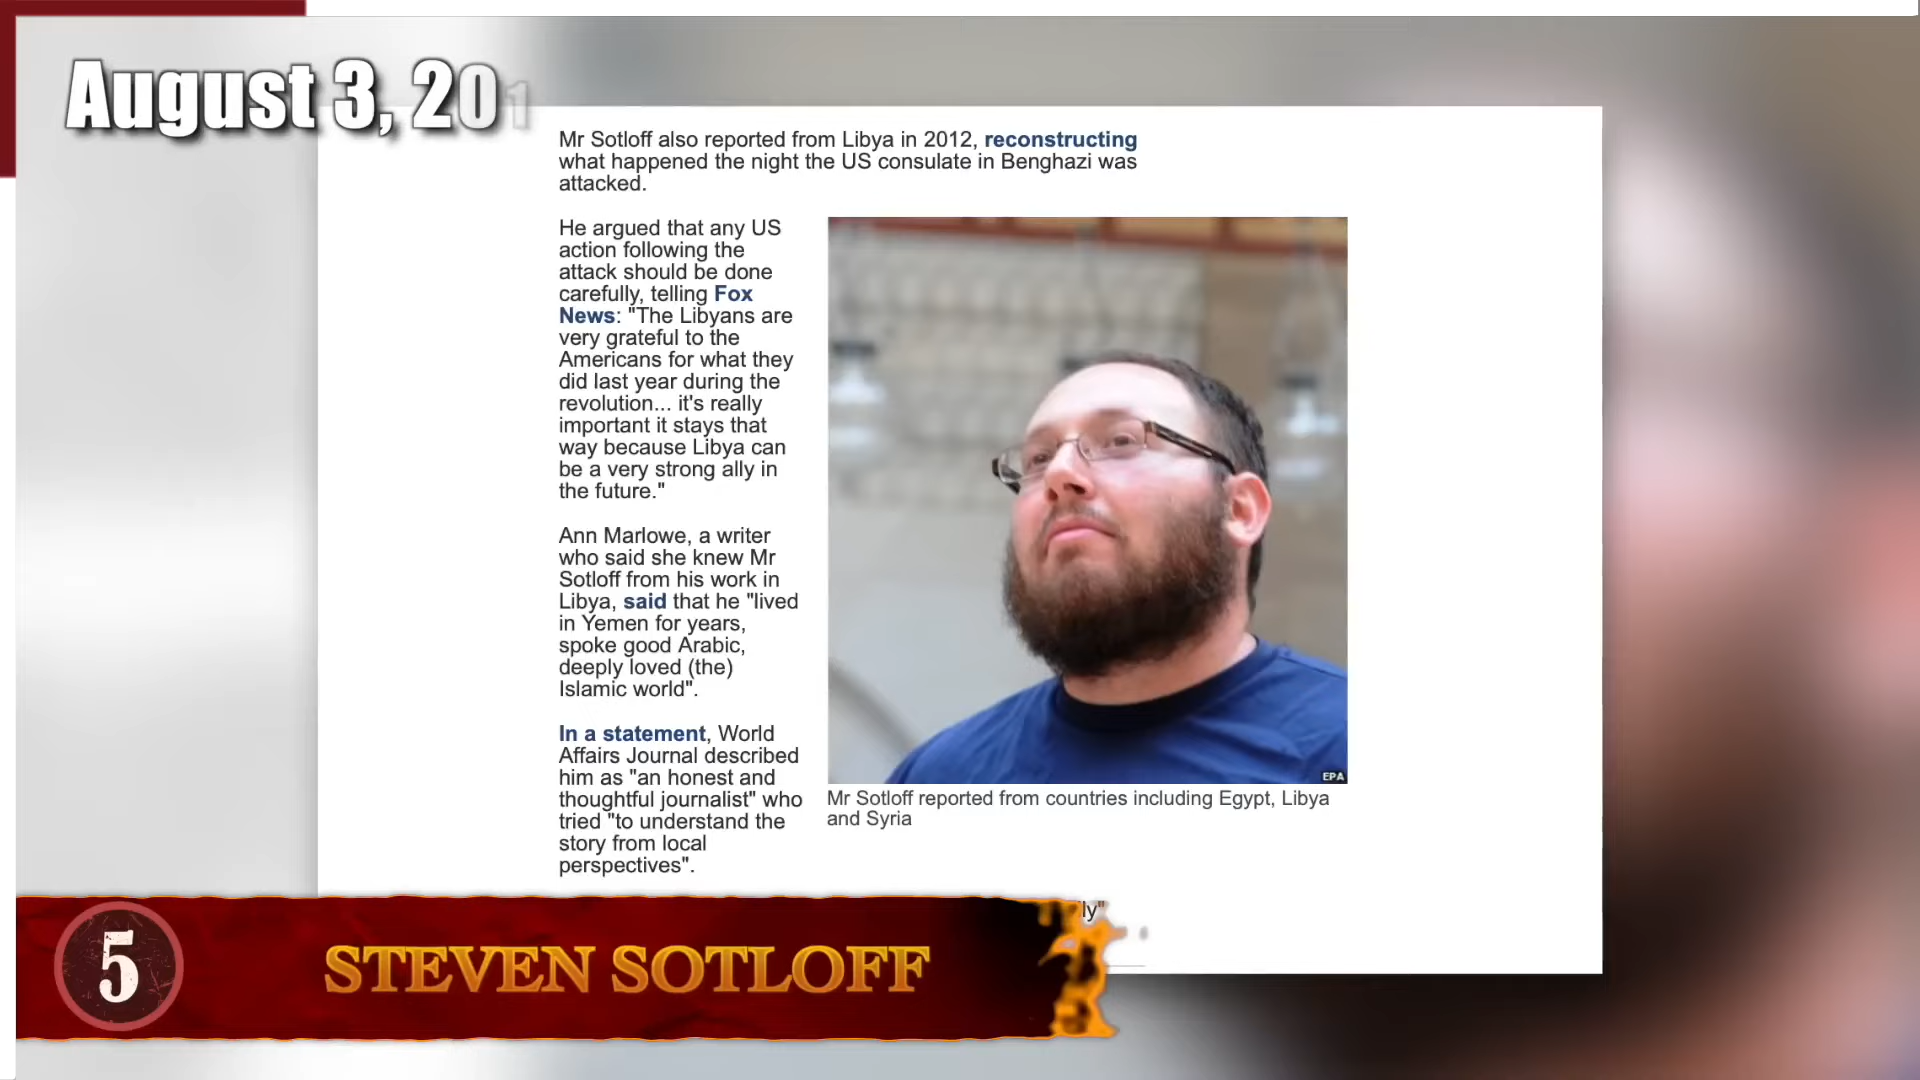 August 3, 201
Mr Sotloff also reported from Libya in 2012, reconstructing
what happened the night the US consulate in Benghazi was
attacked.
He argued that any US
action following the
attack should be done
carefully, telling Fox
News: "The Libyans are
very grateful to the
Americans for what they
did last year during the
revolution... it's really
important it stays that
way because Libya can
be a very strong ally in
the future."
Ann Marlowe, a writer
who said she knew Mr
Sotloff from his work in
Libya, said that he "lived
in Yemen for years,
spoke good Arabic,
deeply loved (the)
Islamic world".
In a statement, World
Affairs Journal described
him as "an honest and
thoughtful journalist" who
tried "to understand the
story from local
perspectives".
EPA
Mr Sotloff reported from countries including Egypt, Libya
and Syria
ly"
5
STEVEN SOTLOFF